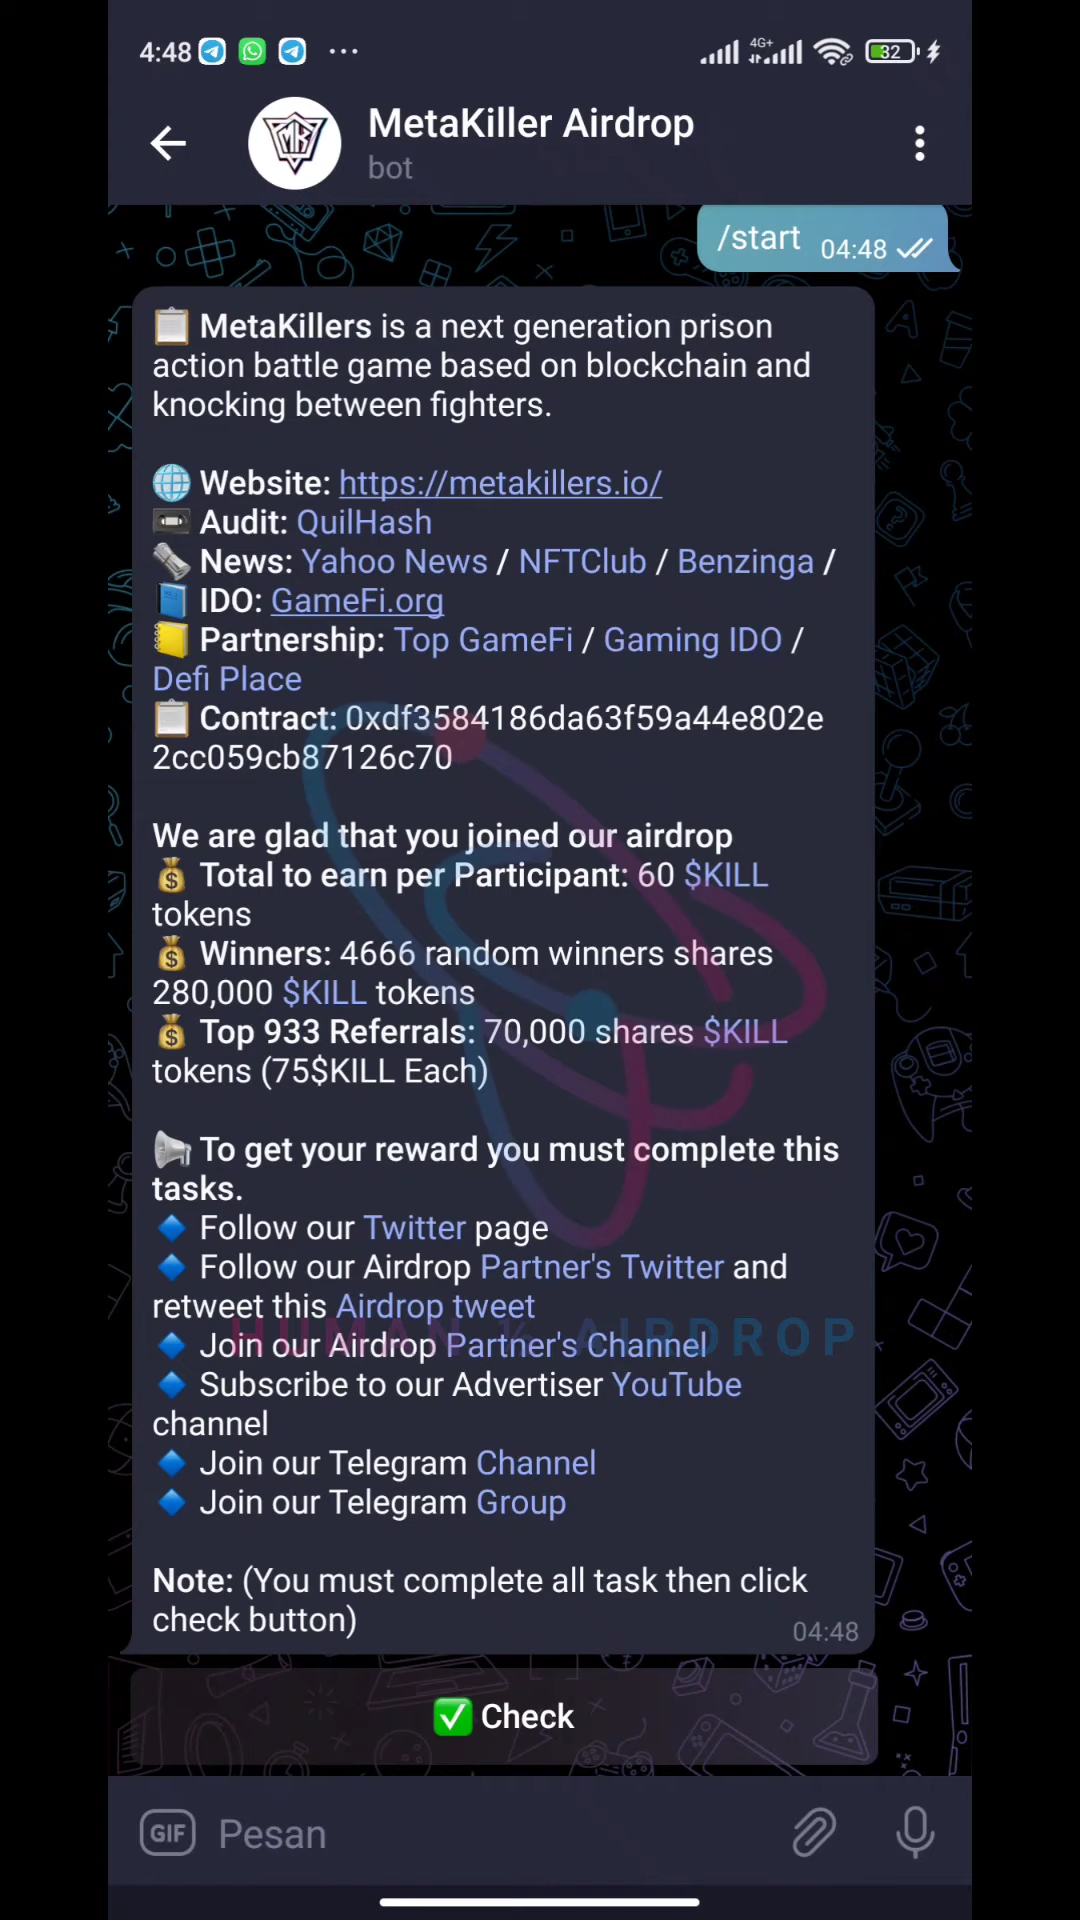 4:48
4G+
32
MetaKiller Airdrop
bot
/start 04:48
MetaKillers is a next generation prison
action battle game based on blockchain and
knocking between fighters.
Website: https://metakillers.io/
Audit: QuilHash
News: Yahoo News / NFTClub / Benzinga /
IDO: GameFi.org
Partnership: Top GameFi / Gaming IDO /
Defi Place
Contract: 0xdf3584186da63f59a44e802e
2cc059cb87126c70
We are glad that you joined our airdrop
Total to earn per Participant: 60 $KILL
tokens
Winners: 4666 random winners shares
280,000 $KILL tokens
Top 933 Referrals: 70,000 shares $KILL
tokens (75$KILL Each)
To get your reward you must complete this
tasks.
Follow our Twitter page
Follow our Airdrop Partner's Twitter and
retweet this Airdrop tweet
HUMAN AIRDROP
Join our Airdrop Partner's Channel
Subscribe to our Advertiser YouTube
channel
Join our Telegram Channel
Join our Telegram Group
Note: (You must complete all task then click
check button)
04:48
Check
GIF Pesan